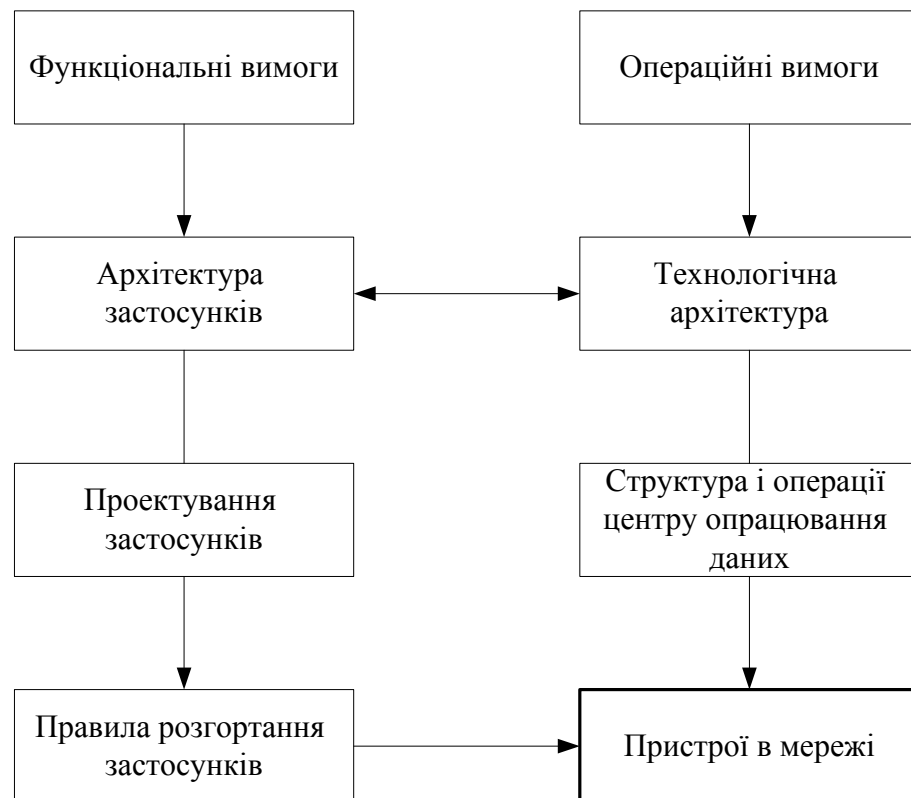 Функціональні вимоги
Операційні вимоги
Архітектура
застосунків
Технологічна
архітектура
Проектування
застосунків
Структура і операції
центру опрацювання
даних
Правила розгортання
застосунків
Пристрої в мережі